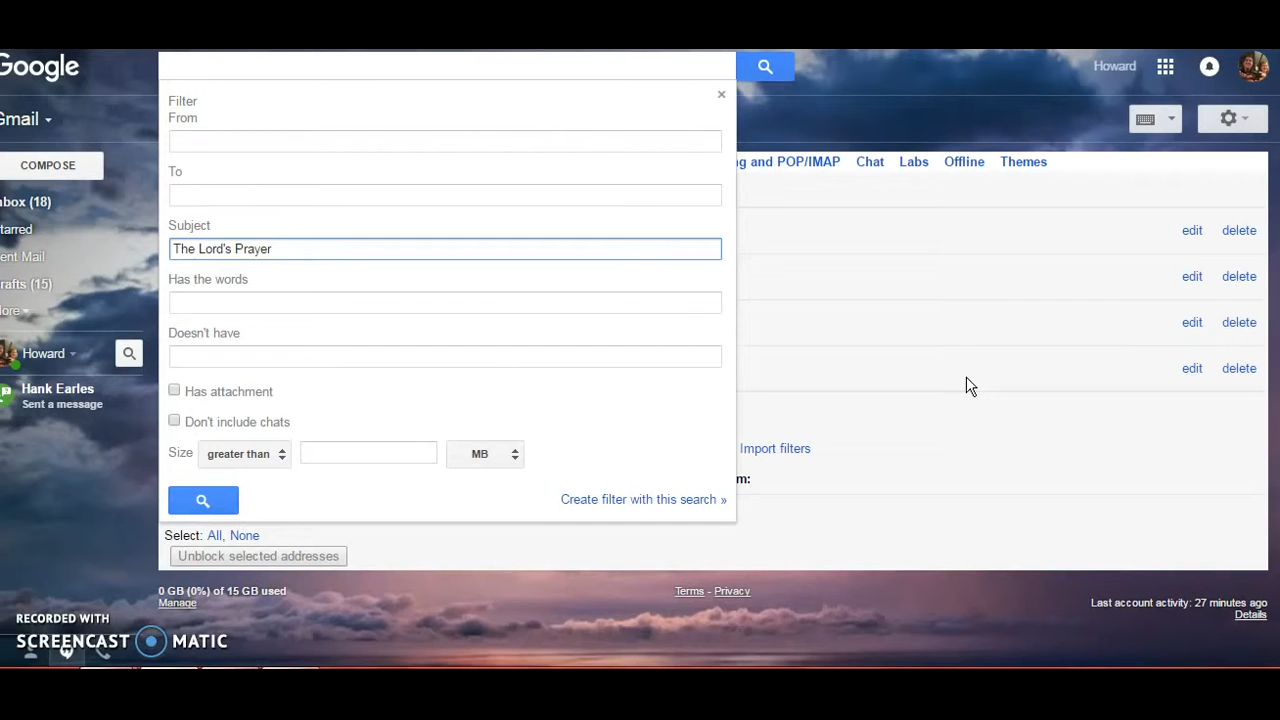 Google
Howard
Filter
From
Gmail
COMPOSE
To
ng and POP/IMAP Chat Labs Offline Themes
nbox (18)
Subject
tarred
edit delete
The Lord's Prayer
ent Mail
Has the words
edit delete
rafts (15)
ore
edit delete
Doesn't have
Howard
edit delete
Hank Earles
Sent a message
Has attachment
Don't include chats
Size greater than MB
Import filters
m:
Create filter with this search »
Select: All, None
Unblock selected addresses
0 GB (0%) of 15 GB used
Manage
Terms - Privacy
Last account activity: 27 minutes ago
Details
RECORDED WITH
SCREENCAST MATIC